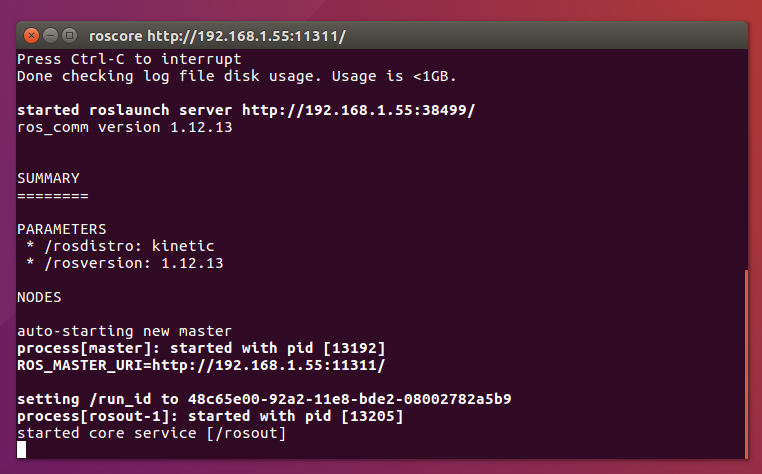 roscore http://192.168.1.55:11311/
Press Ctrl-C to interrupt
Done checking log file disk usage. Usage is <1GB.
started roslaunch server http://192.168.1.55:38499/
ros_comm version 1.12.13
SUMMARY
========
PARAMETERS
* /rosdistro: kinetic
* /rosversion: 1.12.13
NODES
auto-starting new master
process[master]: started with pid [13192]
ROS_MASTER_URI=http://192.168.1.55:11311/
setting /run_id to 48c65e00-92a2-11e8-bde2-08002782a5b9
process[rosout-1]: started with pid [13205]
started core service [/rosout]